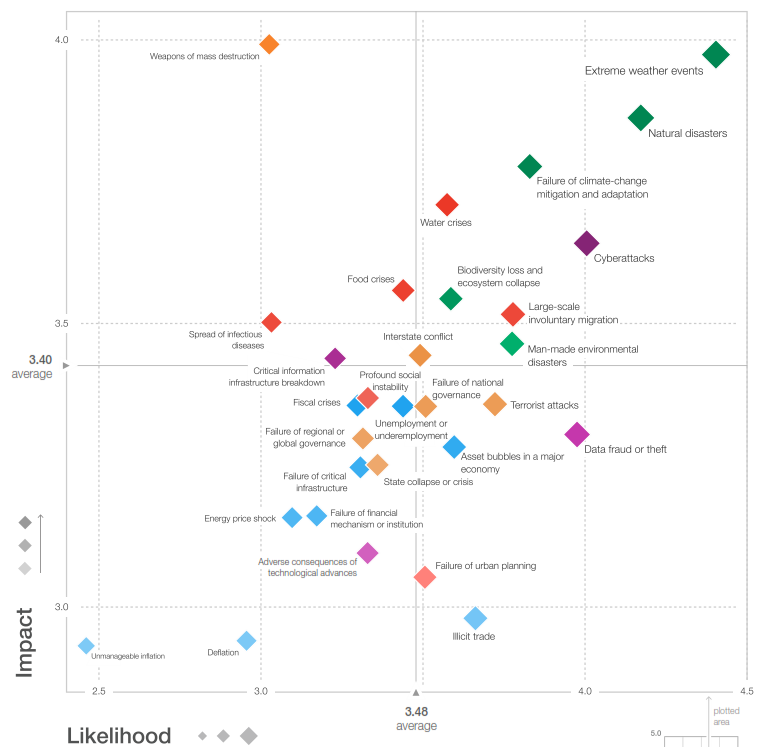 4.0
Weapons of mass destruction
Extreme weather events
Natural disasters
Failure of climate-change
mitigation and adaptation
Water crises
Cyberattacks
Biodiversity loss and
ecosystem collapse
Food crises
Large-scale
involuntary migration
3.5
Spread of infectious
diseases
Interstate conflict
Man-made environmental
disasters
3.40
average
Critical information
infrastructure breakdown
Profound social
instability
Failure of national
governance
Fiscal crises
Terrorist attacks
Unemployment or
underemployment
Failure of regional or
global governance
Data fraud or theft
Asset bubbles in a major
economy
Failure of critical
infrastructure
State collapse or crisis
Energy price shock
Failure of financial
mechanism or institution
Adverse consequences of
technological advances
Failure of urban planning
3.0
Impact
Illicit trade
Unmanageable inflation
Deflation
2.5
3.0
4.0
4.5
3.48
average
plotted
area
Likelihood
5.0